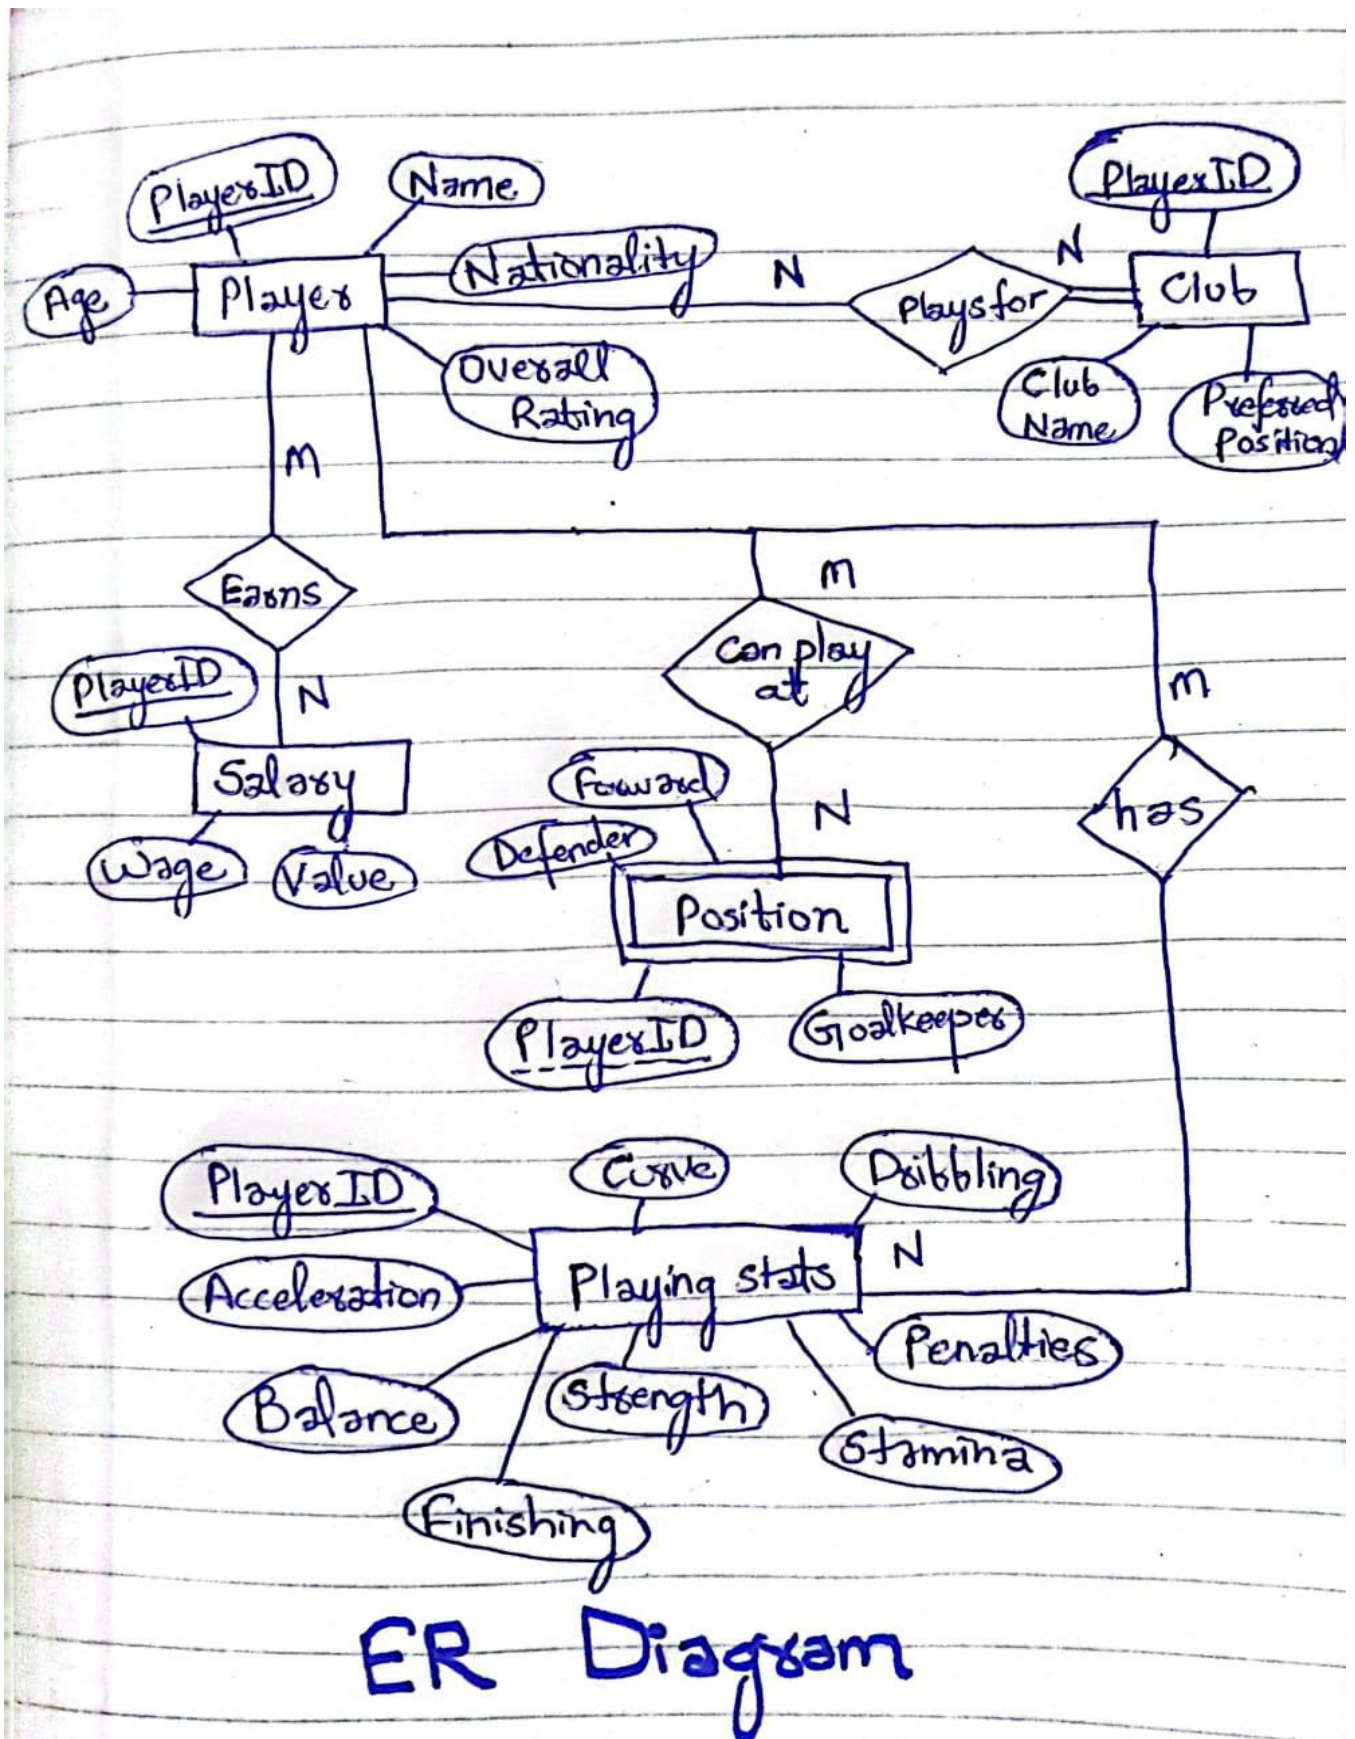 PlayerID
Name
PlayerID
Age
Player
Nationality
N
Plays for
N
Club
Overall
Rating
Club
Name
Preferred
Position
M
Earns
M
Can play
at
M
PlayerID
N
Salary
Wage
Value
Forward
Defender
N
has
Position
PlayerID
Goalkeeper
PlayerID
Curve
Dribbling
Acceleration
Playing stats
N
Balance
Strength
Penalties
Stamina
Finishing
ER Diagram